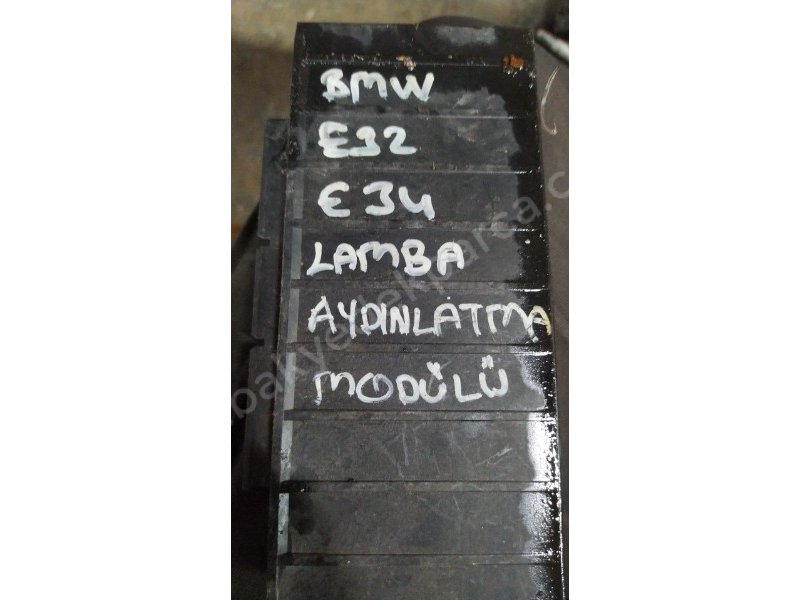 BMW
E32
E34
LAMBA
AYDINLATMA
MODÜLÜ